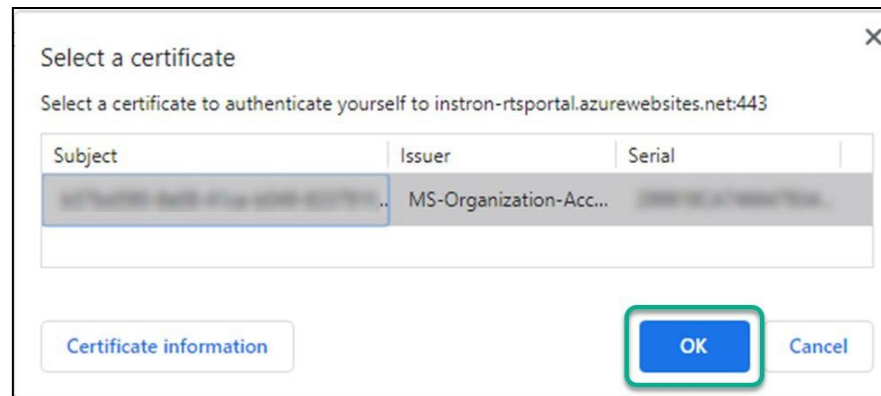 Select a certificate
Select a certificate to authenticate yourself to instron-rtsportal.azurewebsites.net:443
Subject Issuer Serial
MS-Organization-Acc...
Certificate information OK Cancel